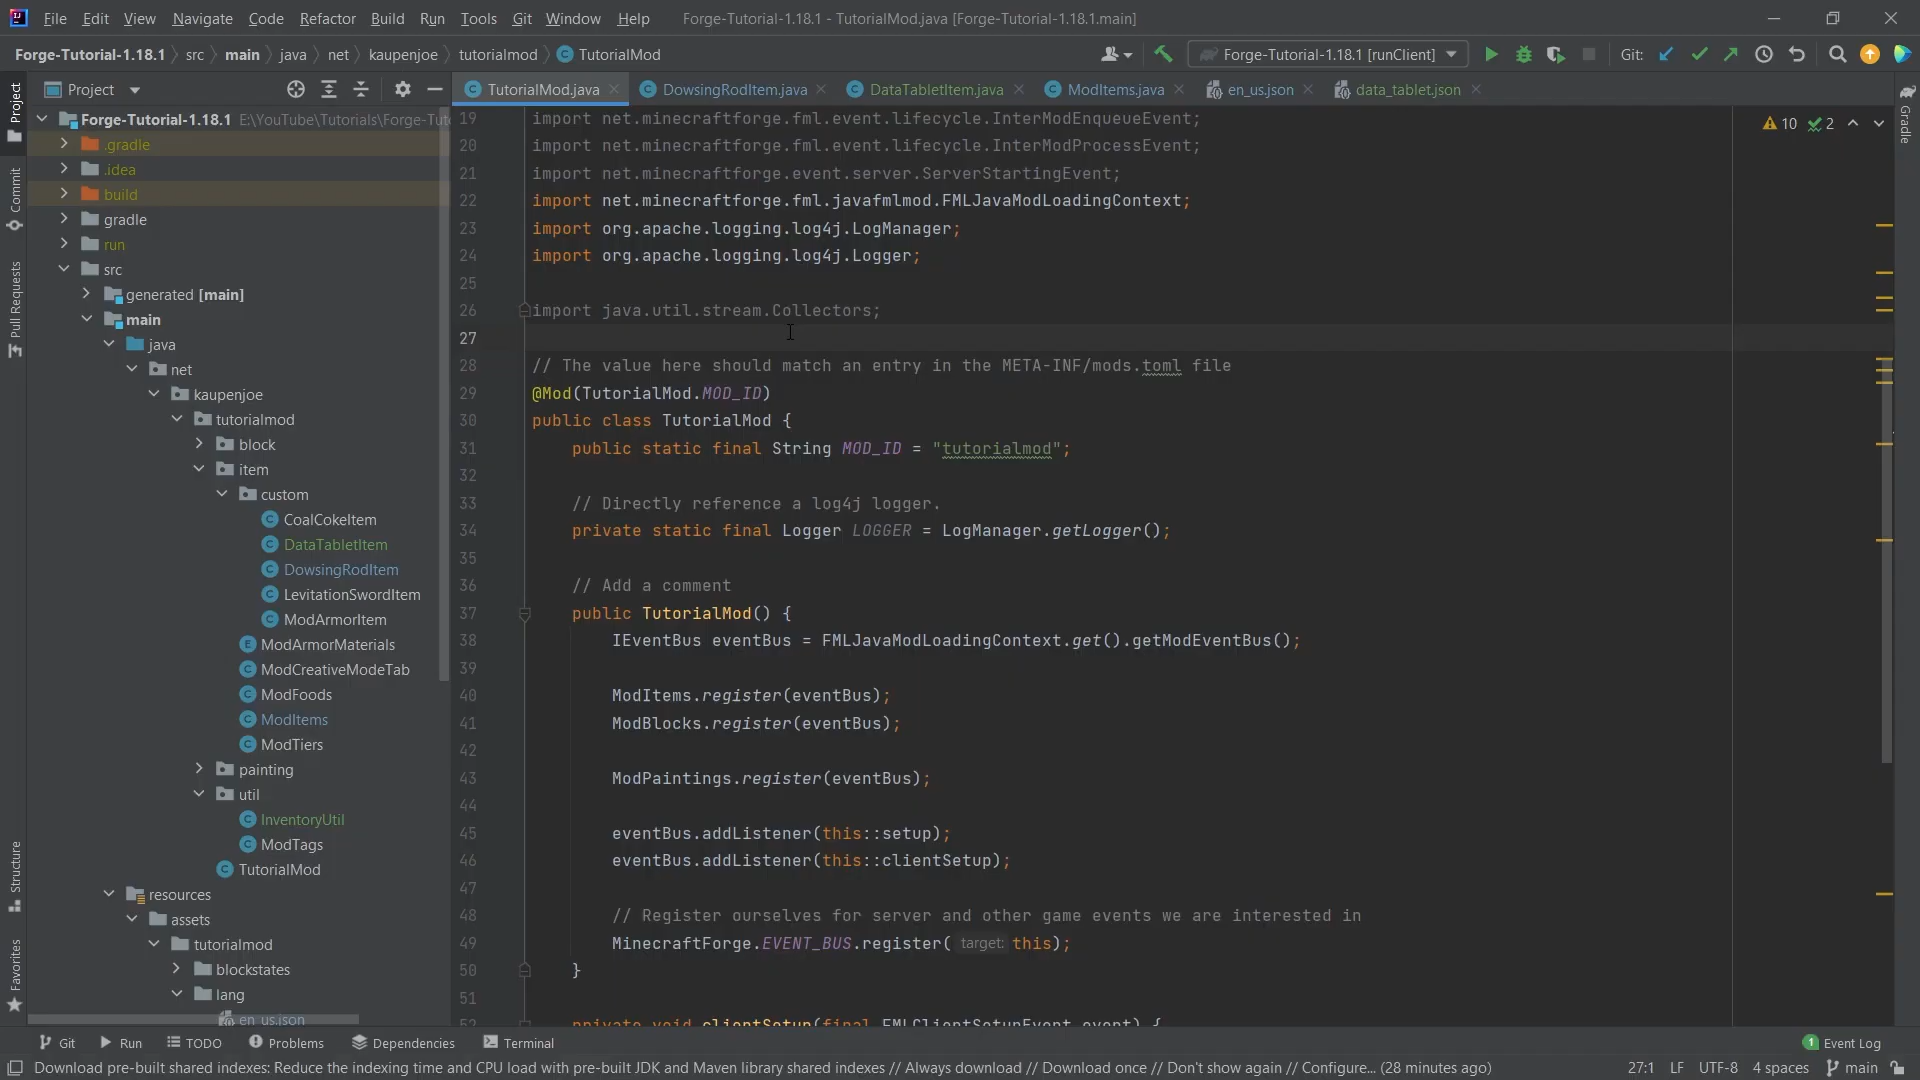 File Edit View Navigate Code Refactor Build Run Tools Git Window Help Forge-Tutorial-1.18.1 - TutorialMod.java [Forge-Tutorial-1.18.1.main]
Forge-Tutorial-1.18.1 src main java net kaupenjoe tutorialmod TutorialMod Forge-Tutorial-1.18.1 [runClient] Git:
Project
TutorialMod.java DowsingRodItem.java DataTabletItem.java ModItems.java en_us.json data_tablet.json
Project
Commit
Pull Requests
Structure
Favorites
Gradle
Forge-Tutorial-1.18.1 E:\YouTube\Tutorials\Forge-Tut
.gradle
.idea
build
gradle
run
src
generated [main]
main
java
net
kaupenjoe
tutorialmod
block
item
custom
CoalCokeItem
DataTabletItem
DowsingRodItem
LevitationSwordItem
ModArmorItem
ModArmorMaterials
ModCreativeModeTab
ModFoods
ModItems
ModTiers
painting
util
InventoryUtil
ModTags
TutorialMod
resources
assets
tutorialmod
blockstates
lang
en_us.json
10 2
19 import net.minecraftforge.fml.event.lifecycle.InterModEnqueueEvent;
20 import net.minecraftforge.fml.event.lifecycle.InterModProcessEvent;
21 import net.minecraftforge.event.server.ServerStartingEvent;
22 import net.minecraftforge.fml.javafmlmod.FMLJavaModLoadingContext;
23 import org.apache.logging.log4j.LogManager;
24 import org.apache.logging.log4j.Logger;
25
26 import java.util.stream.Collectors;
27
28 // The value here should match an entry in the META-INF/mods.toml file
29 @Mod(TutorialMod.MOD_ID)
30 public class TutorialMod {
31 public static final String MOD_ID = "tutorialmod";
32
33 // Directly reference a log4j logger.
34 private static final Logger LOGGER = LogManager.getLogger();
35
36 // Add a comment
37 public TutorialMod() {
38 IEventBus eventBus = FMLJavaModLoadingContext.get().getModEventBus();
39
40 ModItems.register(eventBus);
41 ModBlocks.register(eventBus);
42
43 ModPaintings.register(eventBus);
44
45 eventBus.addListener(this::setup);
46 eventBus.addListener(this::clientSetup);
47
48 // Register ourselves for server and other game events we are interested in
49 MinecraftForge.EVENT_BUS.register( target: this);
50 }
51
52 private void clientSetup(final FMLClientSetupEvent event) {
Git Run TODO Problems Dependencies Terminal 1 Event Log
Download pre-built shared indexes: Reduce the indexing time and CPU load with pre-built JDK and Maven library shared indexes // Always download // Download once // Don't show again // Configure... (28 minutes ago) 27:1 LF UTF-8 4 spaces main